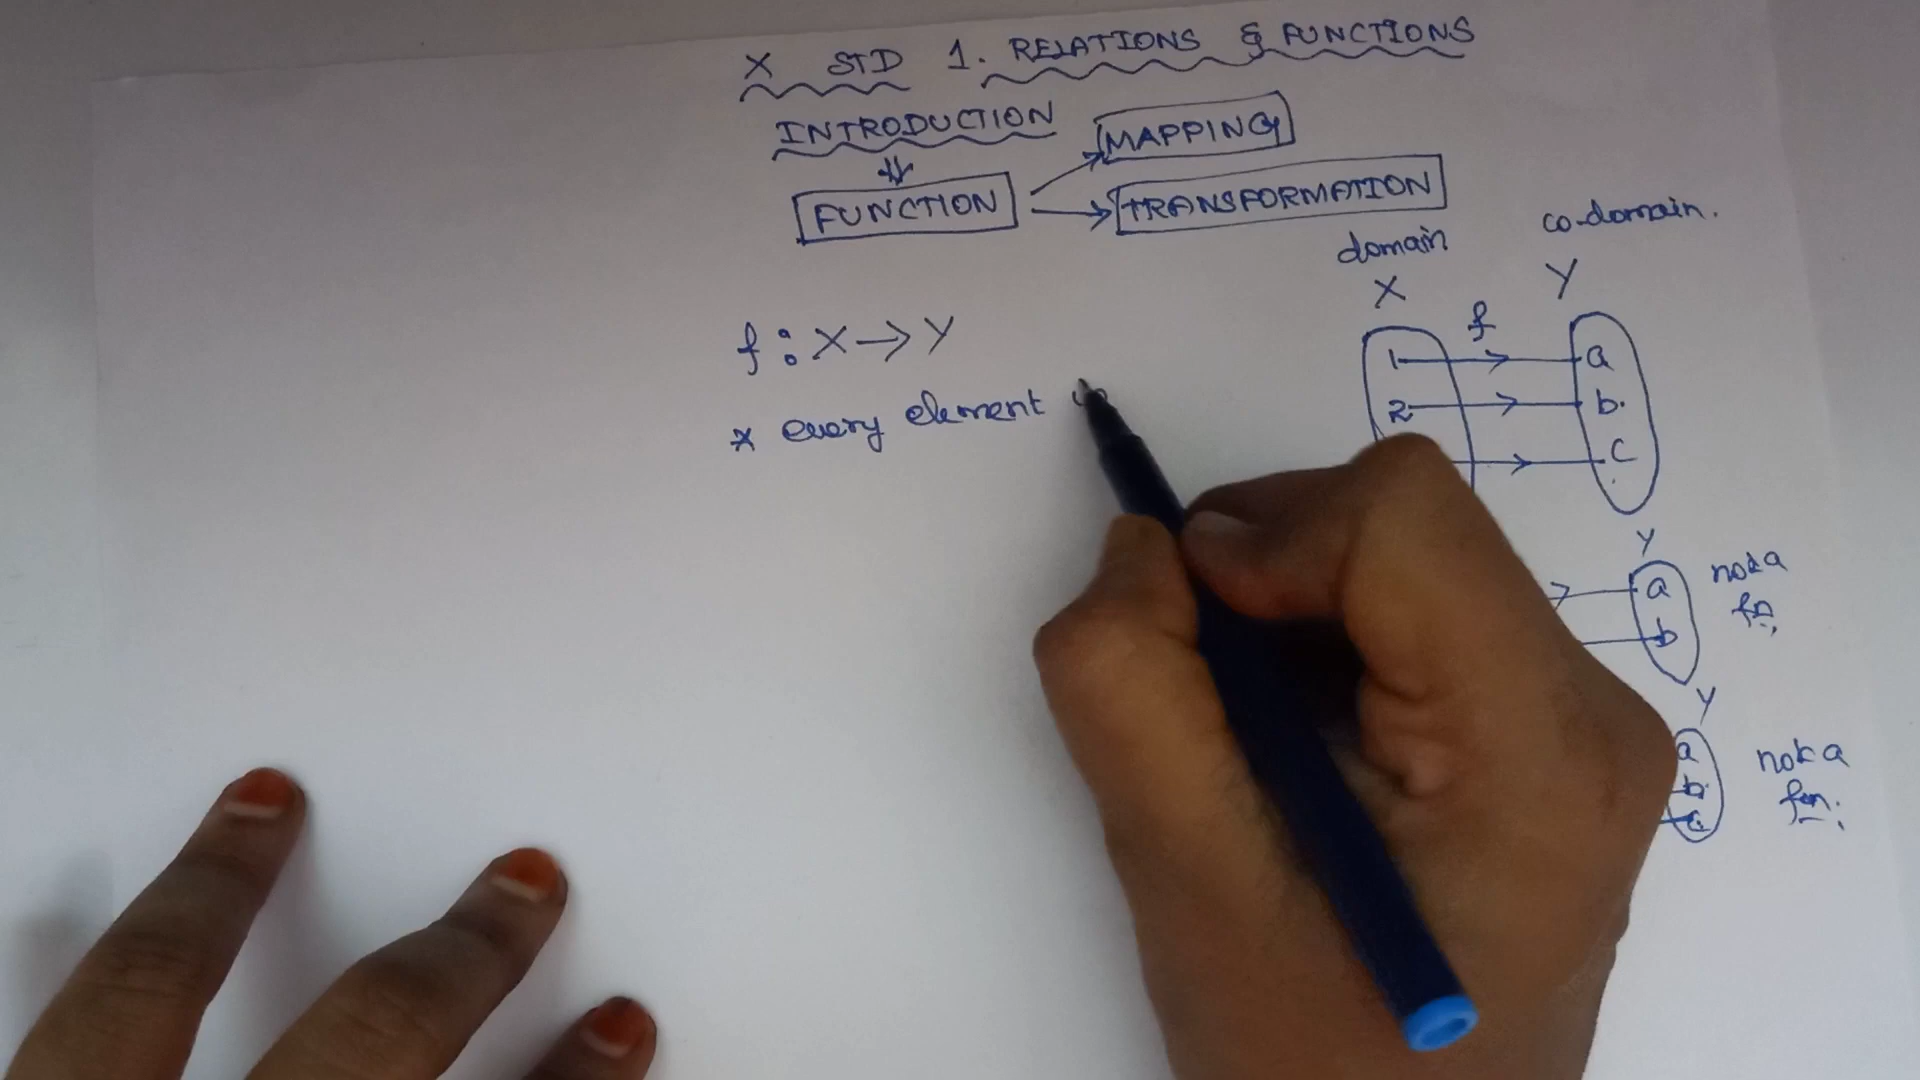 X STD 1. RELATIONS & FUNCTIONS
INTRODUCTION
MAPPING
FUNCTION
TRANSFORMATION
domain
co-domain.
X
Y
f
f : X → Y
1
a
2
b.
* every element
c
Y
a
not a
fn
b
Y
a
not a
b.
fn.
c